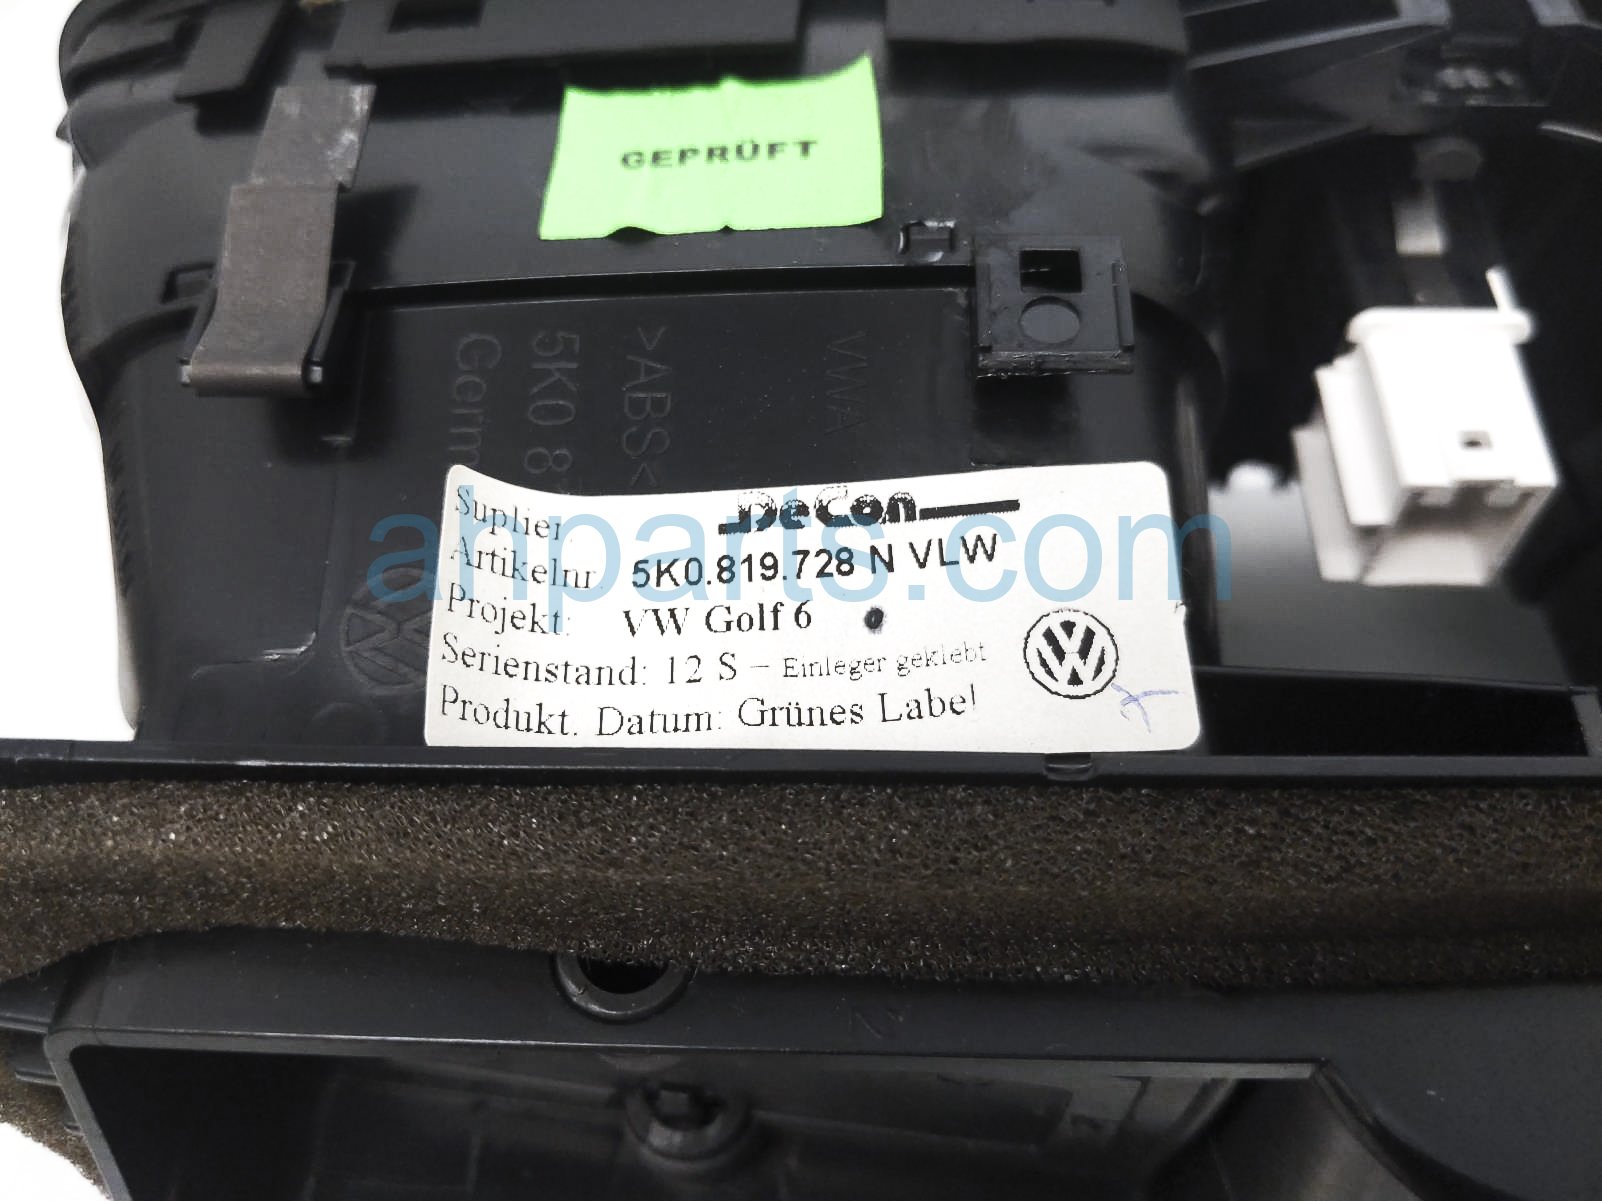 GEPRÜFT
>ABS<
5K0 8
Germ
VWA
Suplier DeCon
Artikelnr 5K0.819.728 N VLW
Projekt: VW Golf 6
Serienstand: 12 S - Einleger geklebt
Produkt. Datum: Grünes Label
ahparts.com